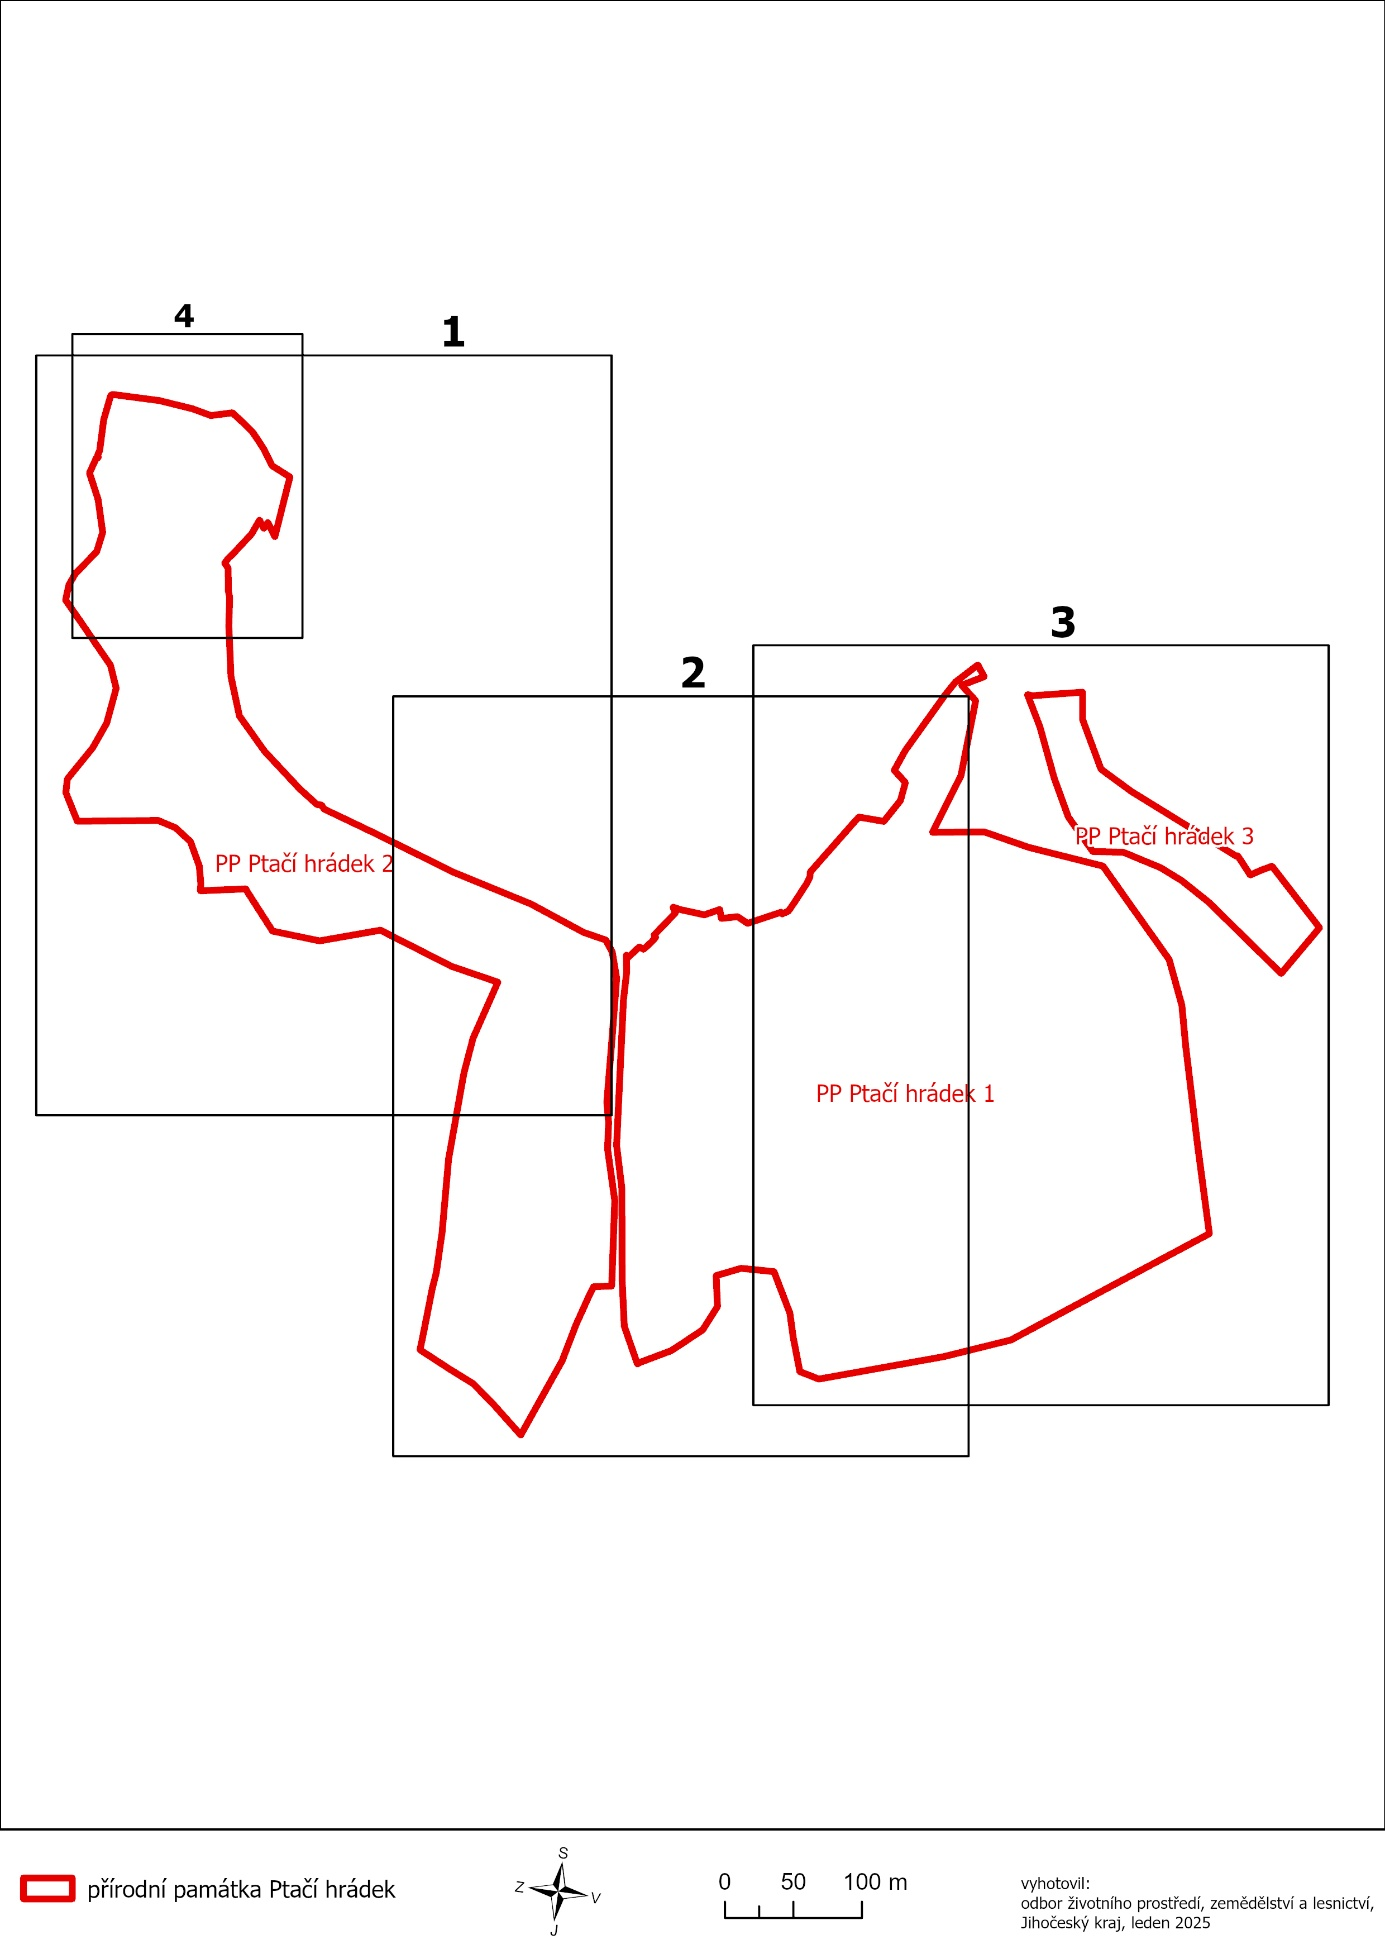 4
1
3
2
PP Ptačí hrádek 3
PP Ptačí hrádek 2
PP Ptačí hrádek 1
přírodní památka Ptačí hrádek
S
Z
V
J
0 50 100 m
vyhotovil:
odbor životního prostředí, zemědělství a lesnictví,
Jihočeský kraj, leden 2025